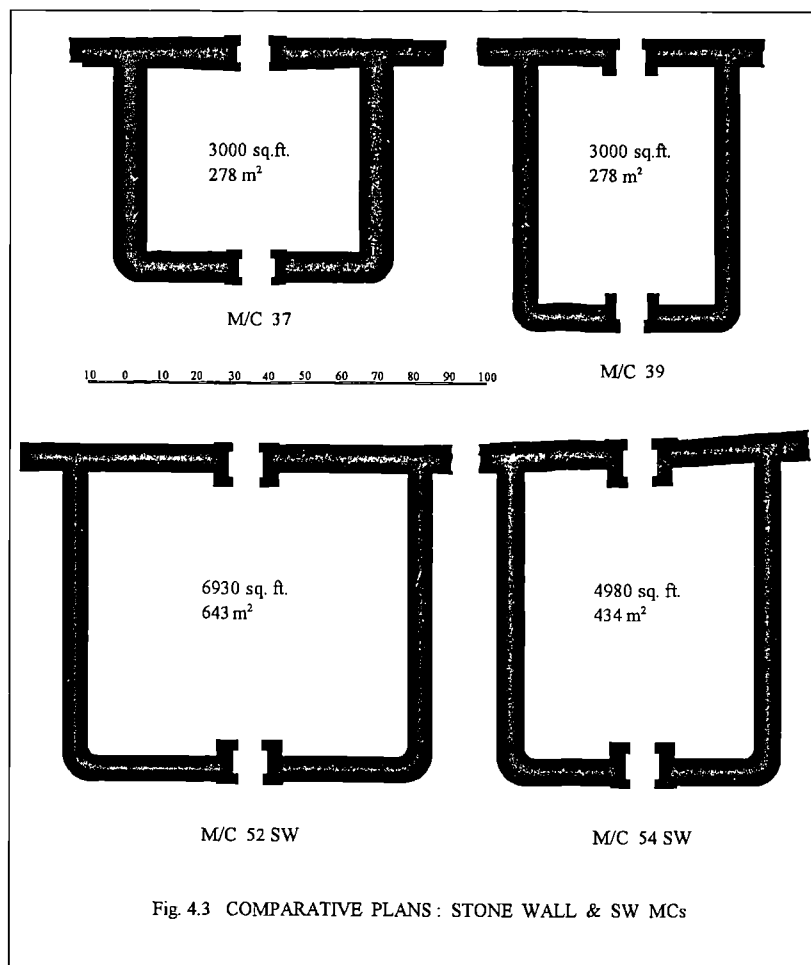 3000 sq.ft.
278 m²
3000 sq.ft.
278 m²
M/C 37
M/C 39
10 0 10 20 30 40 50 60 70 80 90 100
6930 sq. ft.
643 m²
4980 sq. ft.
434 m²
M/C 52 SW
M/C 54 SW
Fig. 4.3 COMPARATIVE PLANS : STONE WALL & SW MCs